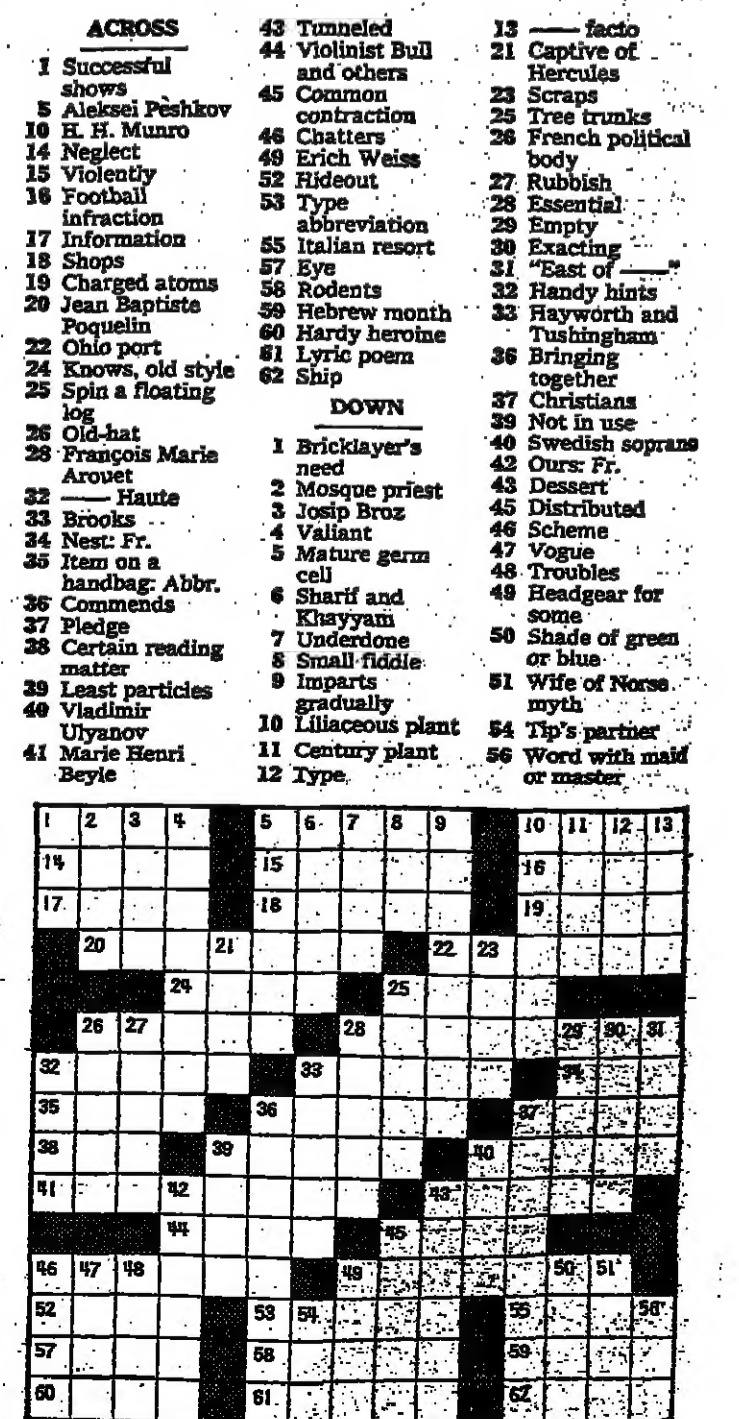 ACROSS
1 Successful
shows
5 Aleksei Peshkov
10 H. H. Munro
14 Neglect
15 Violently
16 Football
infraction
17 Information
18 Shops
19 Charged atoms
20 Jean Baptiste
Poquelin
22 Ohio port
24 Knows, old style
25 Spin a floating
log
26 Old-hat
28 François Marie
Arouet
32 —— Haute
33 Brooks
34 Nest: Fr.
35 Item on a
handbag: Abbr.
36 Commends
37 Pledge
38 Certain reading
matter
39 Least particles
40 Vladimir
Ulyanov
41 Marie Henri
Beyle
43 Tunneled
44 Violinist Bull
and others
45 Common
contraction
46 Chatters
49 Erich Weiss
52 Hideout
53 Type
abbreviation
55 Italian resort
57 Eye
58 Rodents
59 Hebrew month
60 Hardy heroine
61 Lyric poem
62 Ship
DOWN
1 Bricklayer's
need
2 Mosque priest
3 Josip Broz
4 Valiant
5 Mature germ
cell
6 Sharif and
Khayyam
7 Underdone
8 Small fiddle
9 Imparts
gradually
10 Liliaceous plant
11 Century plant
12 Type
13 —— facto
21 Captive of
Hercules
23 Scraps
25 Tree trunks
26 French political
body
27 Rubbish
28 Essential
29 Empty
30 Exacting
31 "East of ——"
32 Handy hints
33 Hayworth and
Tushingham
36 Bringing
together
37 Christians
39 Not in use
40 Swedish soprano
42 Ours: Fr.
43 Dessert
45 Distributed
46 Scheme
47 Vogue
48 Troubles
49 Headgear for
some
50 Shade of green
or blue
51 Wife of Norse
myth
54 Tip's partner
56 Word with maid
or master
1 2 3 4 5 6 7 8 9 10 11 12 13
14 15 16
17 18 19
20 21 22 23
24 25
26 27 28 29 30 31
32 33 34
35 36 37
38 39 40
41 42 43
44 45
46 47 48 49 50 51
52 53 54 55 56
57 58 59
60 61 62